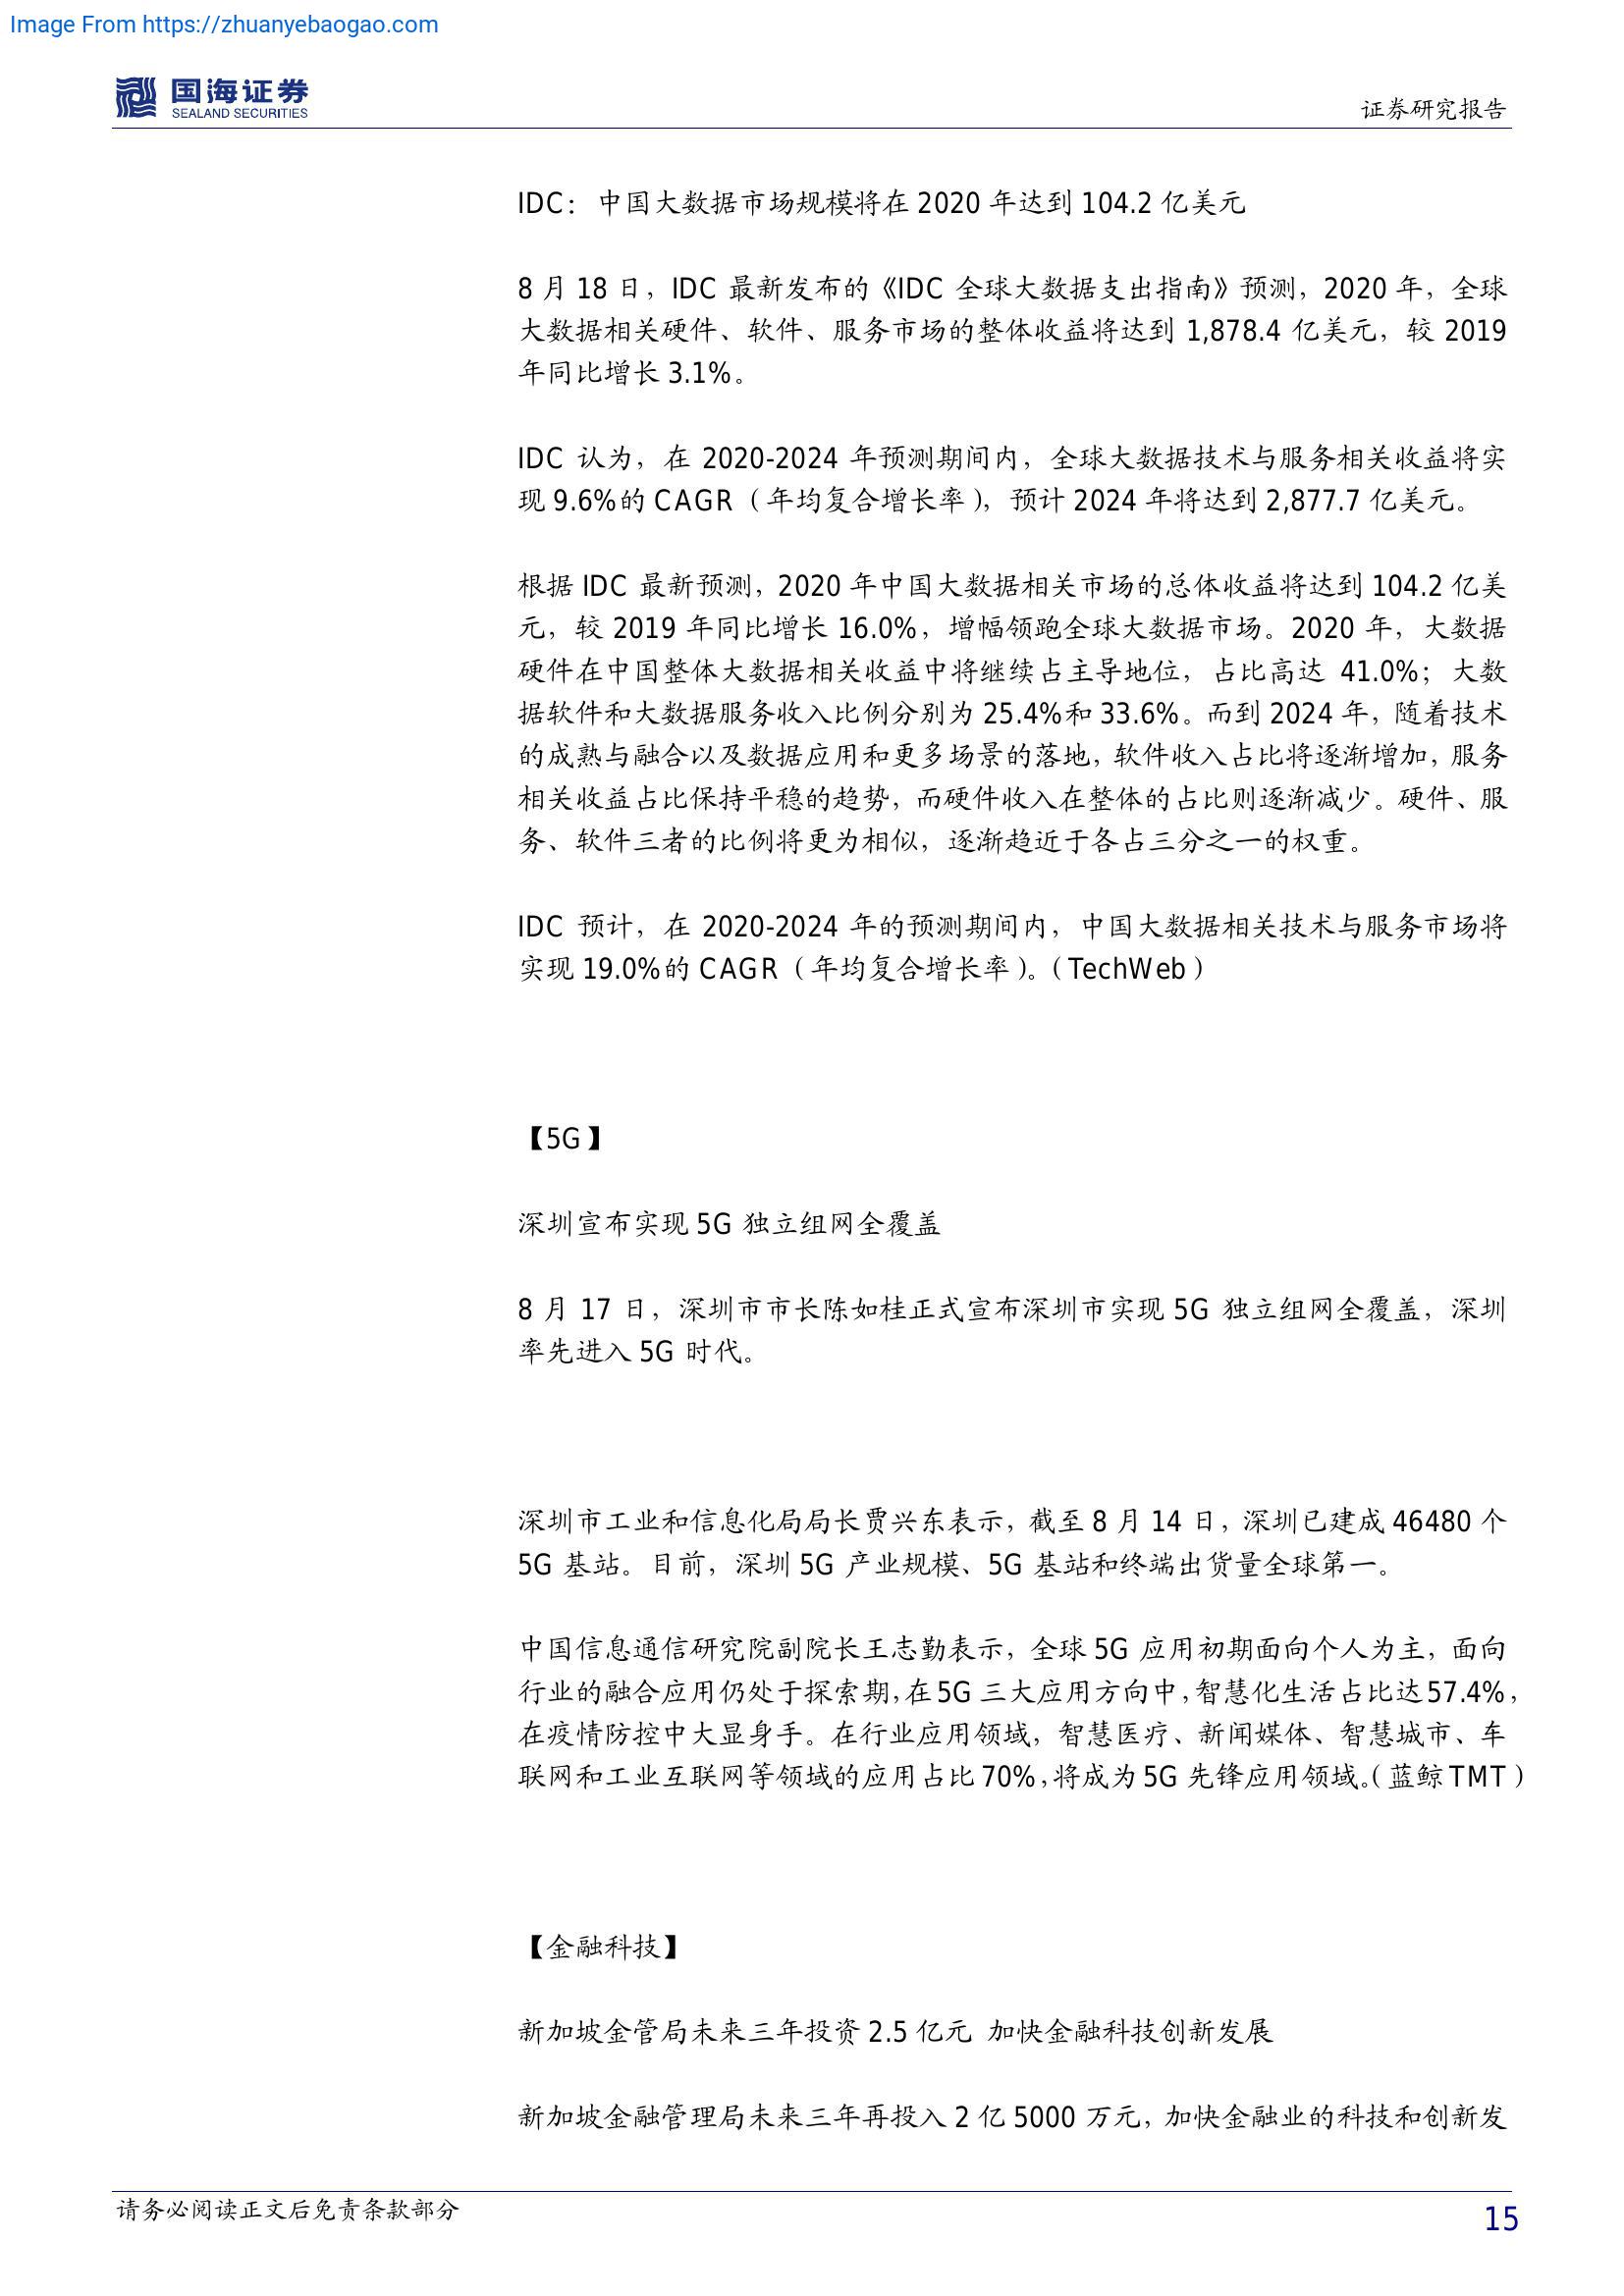 Image From https://zhuanyebaogao.com
国海证券
SEALAND SECURITIES
证券研究报告
IDC：中国大数据市场规模将在 2020 年达到 104.2 亿美元
8 月 18 日，IDC 最新发布的《IDC 全球大数据支出指南》预测，2020 年，全球
大数据相关硬件、软件、服务市场的整体收益将达到 1,878.4 亿美元，较 2019
年同比增长 3.1%。
IDC 认为，在 2020-2024 年预测期间内，全球大数据技术与服务相关收益将实
现 9.6%的 CAGR（年均复合增长率），预计 2024 年将达到 2,877.7 亿美元。
根据 IDC 最新预测，2020 年中国大数据相关市场的总体收益将达到 104.2 亿美
元，较 2019 年同比增长 16.0%，增幅领跑全球大数据市场。2020 年，大数据
硬件在中国整体大数据相关收益中将继续占主导地位，占比高达 41.0%；大数
据软件和大数据服务收入比例分别为 25.4%和 33.6%。而到 2024 年，随着技术
的成熟与融合以及数据应用和更多场景的落地，软件收入占比将逐渐增加，服务
相关收益占比保持平稳的趋势，而硬件收入在整体的占比则逐渐减少。硬件、服
务、软件三者的比例将更为相似，逐渐趋近于各占三分之一的权重。
IDC 预计，在 2020-2024 年的预测期间内，中国大数据相关技术与服务市场将
实现 19.0%的 CAGR（年均复合增长率）。（TechWeb）
【5G】
深圳宣布实现 5G 独立组网全覆盖
8 月 17 日，深圳市市长陈如桂正式宣布深圳市实现 5G 独立组网全覆盖，深圳
率先进入 5G 时代。
深圳市工业和信息化局局长贾兴东表示，截至 8 月 14 日，深圳已建成 46480 个
5G 基站。目前，深圳 5G 产业规模、5G 基站和终端出货量全球第一。
中国信息通信研究院副院长王志勤表示，全球 5G 应用初期面向个人为主，面向
行业的融合应用仍处于探索期，在 5G 三大应用方向中，智慧化生活占比达 57.4%，
在疫情防控中大显身手。在行业应用领域，智慧医疗、新闻媒体、智慧城市、车
联网和工业互联网等领域的应用占比 70%，将成为 5G 先锋应用领域。（蓝鲸 TMT）
【金融科技】
新加坡金管局未来三年投资 2.5 亿元 加快金融科技创新发展
新加坡金融管理局未来三年再投入 2 亿 5000 万元，加快金融业的科技和创新发
请务必阅读正文后免责条款部分
15